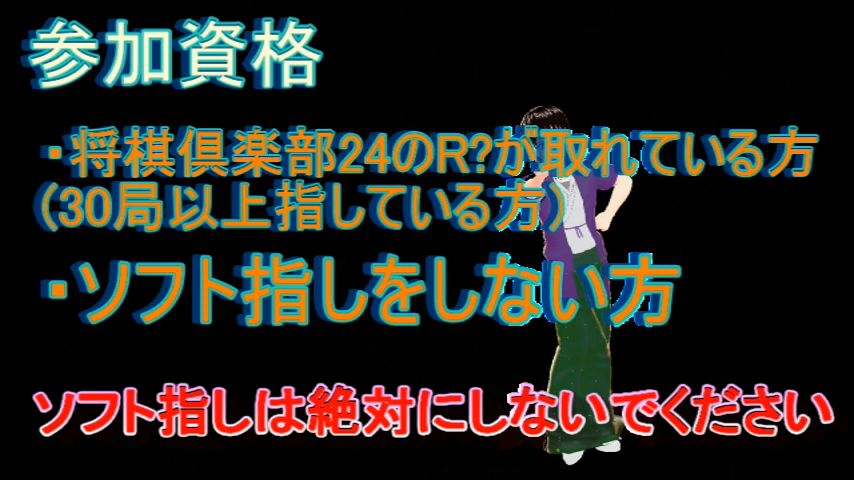 参加資格
・将棋倶楽部24のR?が取れている方
(30局以上指している方)
・ソフト指しをしない方
ソフト指しは絶対にしないでください